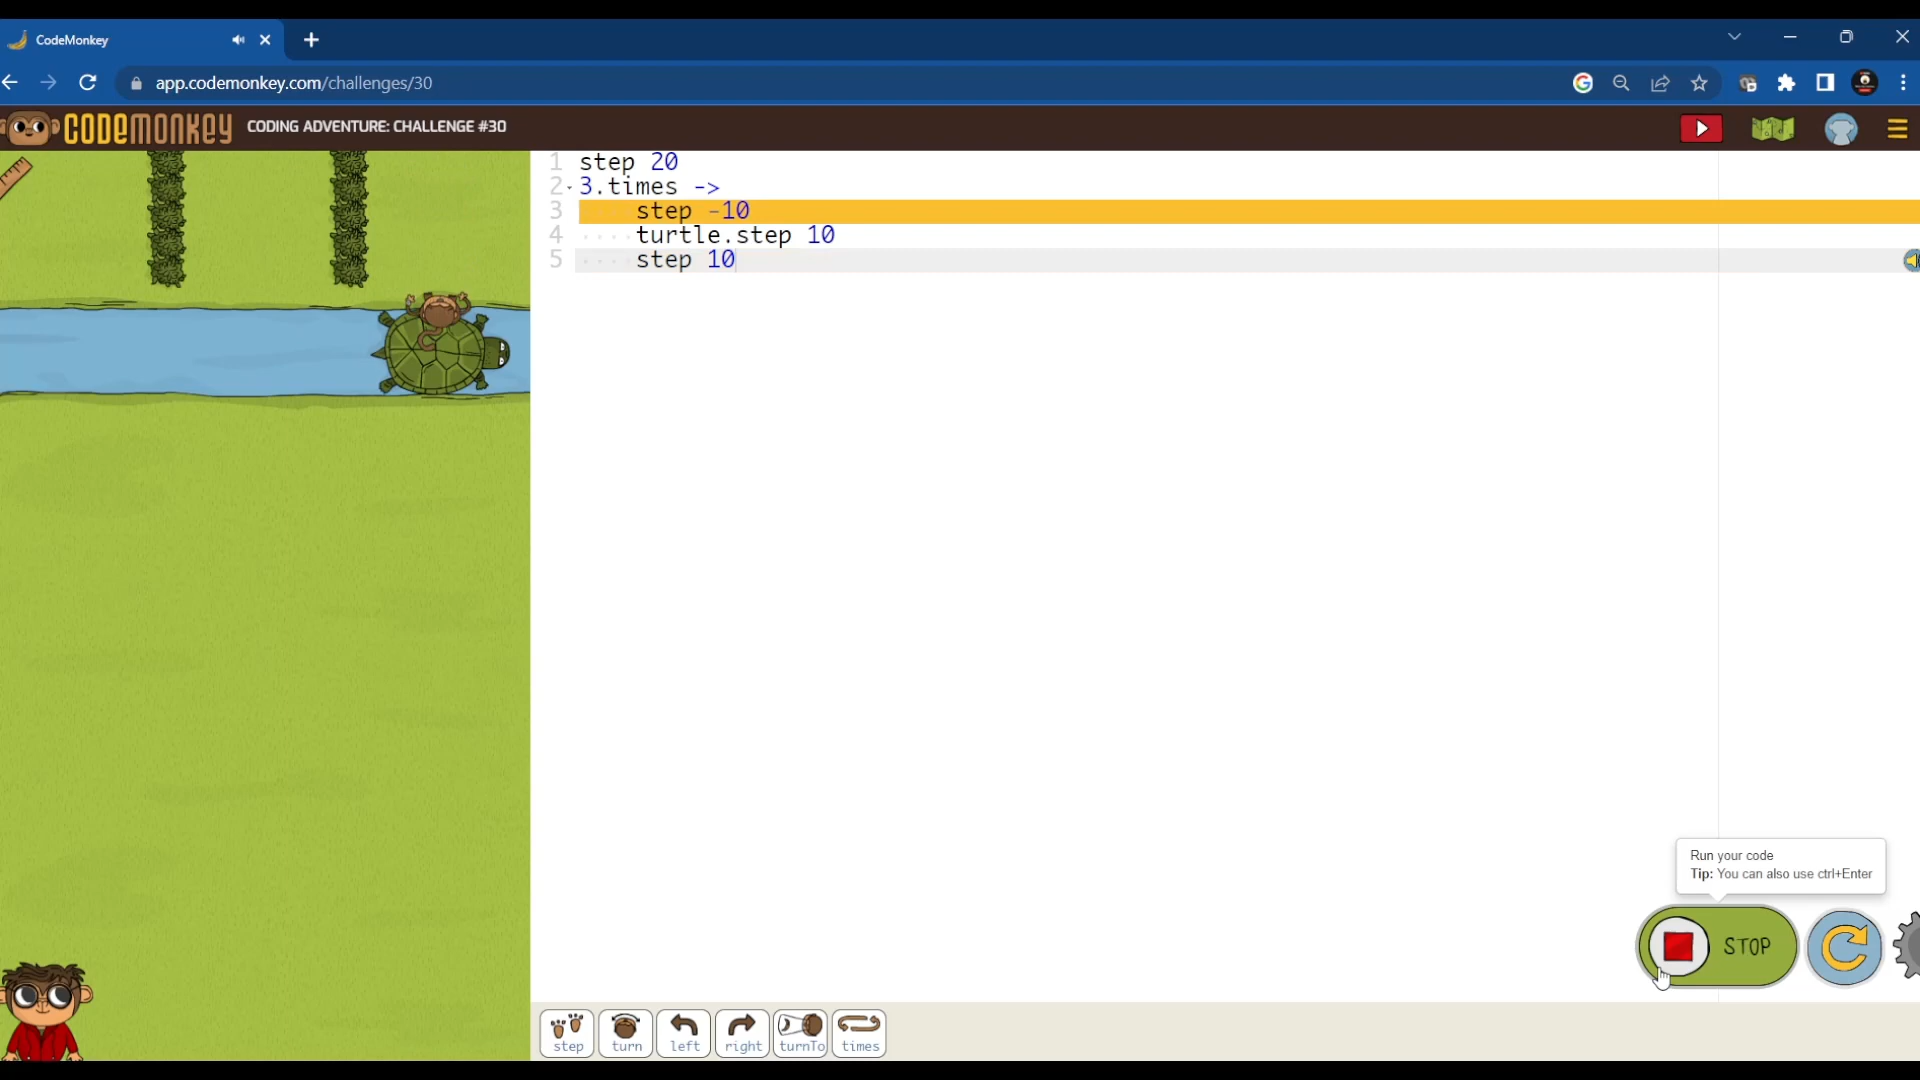 CodeMonkey
app.codemonkey.com/challenges/30
CODEMONKEY CODING ADVENTURE: CHALLENGE #30
1 step 20
2 3.times ->
3 step -10
4 turtle.step 10
5 step 10
Run your code
Tip: You can also use ctrl+Enter
STOP
step turn left right turnTo times